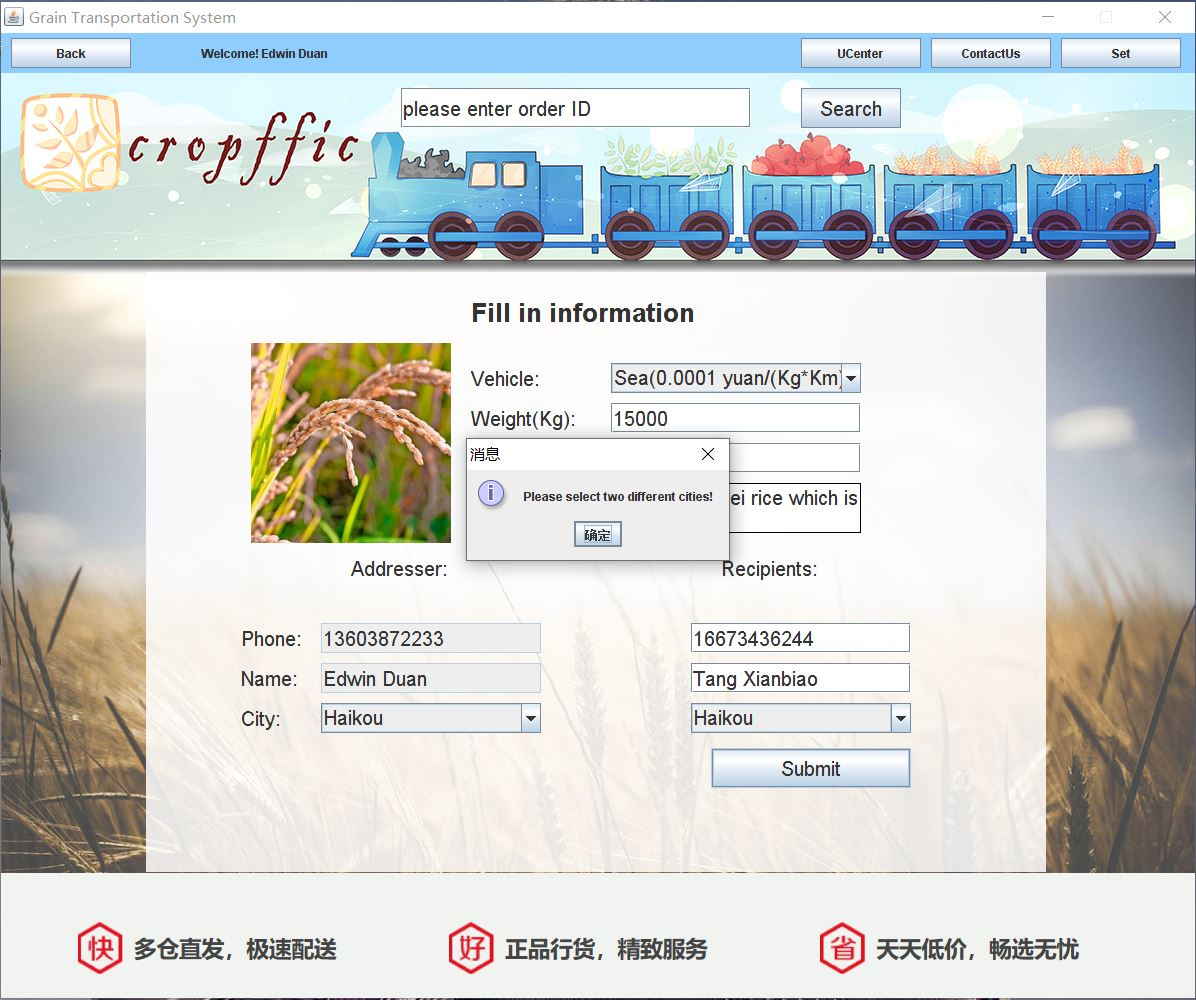 Grain Transportation System
Back
Welcome! Edwin Duan
UCenter
ContactUs
Set
please enter order ID
Search
cropffic
Fill in information
Vehicle:
Sea(0.0001 yuan/(Kg*Km)
Weight(Kg):
15000
消息
Please select two different cities!
ei rice which is
确定
Addresser:
Recipients:
Phone:
13603872233
16673436244
Name:
Edwin Duan
Tang Xianbiao
City:
Haikou
Haikou
Submit
快 多仓直发，极速配送
好 正品行货，精致服务
省 天天低价，畅选无忧